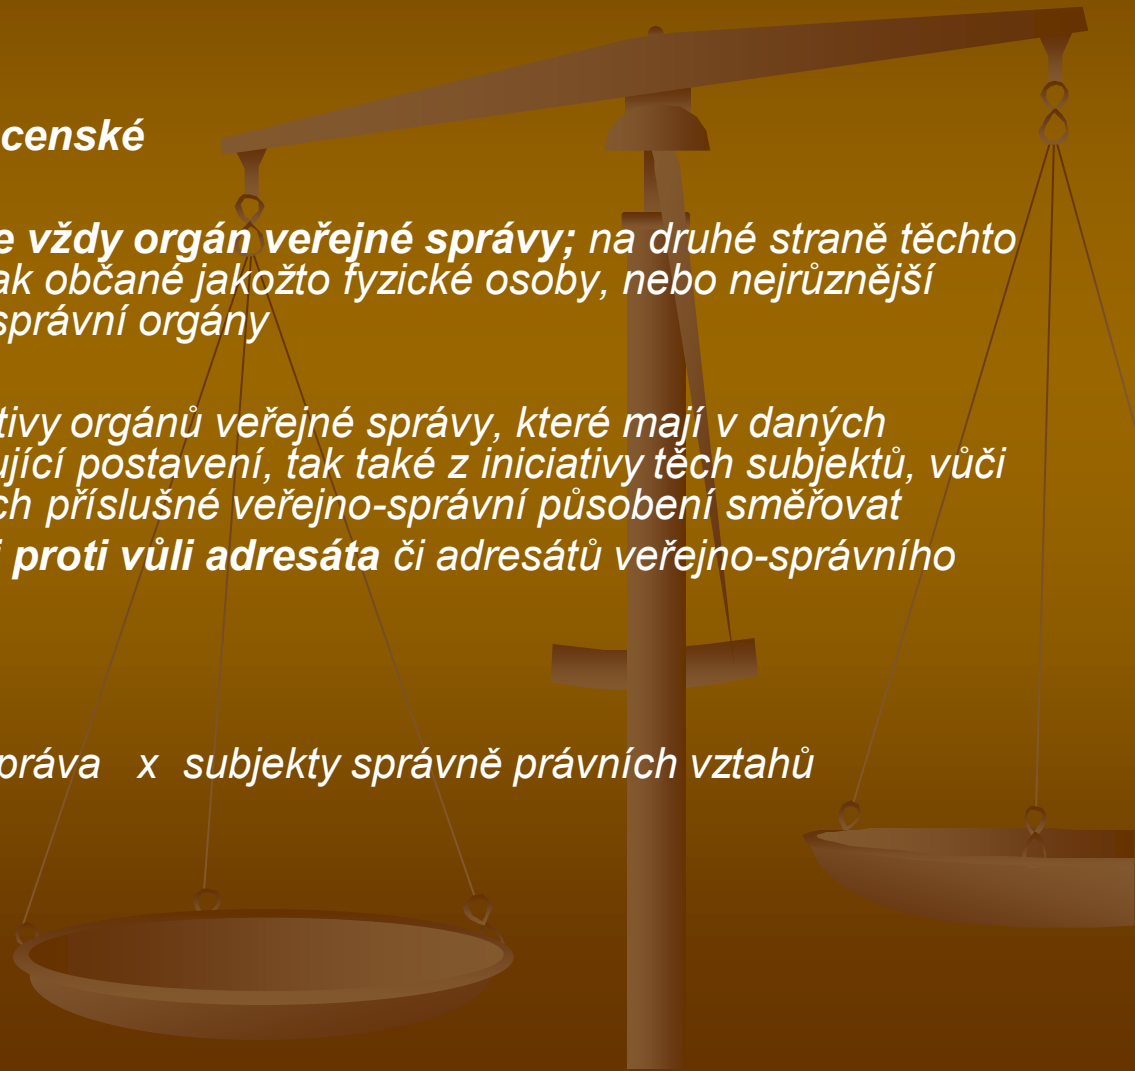 censké
e vždy orgán veřejné správy; na druhé straně těchto
ak občané jakožto fyzické osoby, nebo nejrůznější
správní orgány
tivy orgánů veřejné správy, které mají v daných
ující postavení, tak také z iniciativy těch subjektů, vůči
ch příslušné veřejno-správní působení směřovat
i proti vůli adresáta či adresátů veřejno-správního
práva x subjekty správně právních vztahů